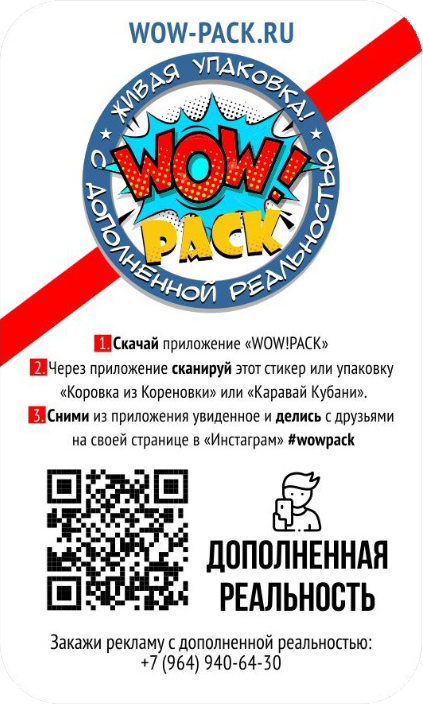 WOW-PACK.RU
ЖИВАЯ УПАКОВКА!
WOW!
PACK
С ДОПОЛНЕННОЙ РЕАЛЬНОСТЬЮ
1. Скачай приложение «WOW!PACK»
2. Через приложение сканируй этот стикер или упаковку
«Коровка из Кореновки» или «Каравай Кубани».
3. Сними из приложения увиденное и делись с друзьями
на своей странице в «Инстаграм» #wowpack
ДОПОЛНЕННАЯ
РЕАЛЬНОСТЬ
Закажи рекламу с дополненной реальностью:
+7 (964) 940-64-30